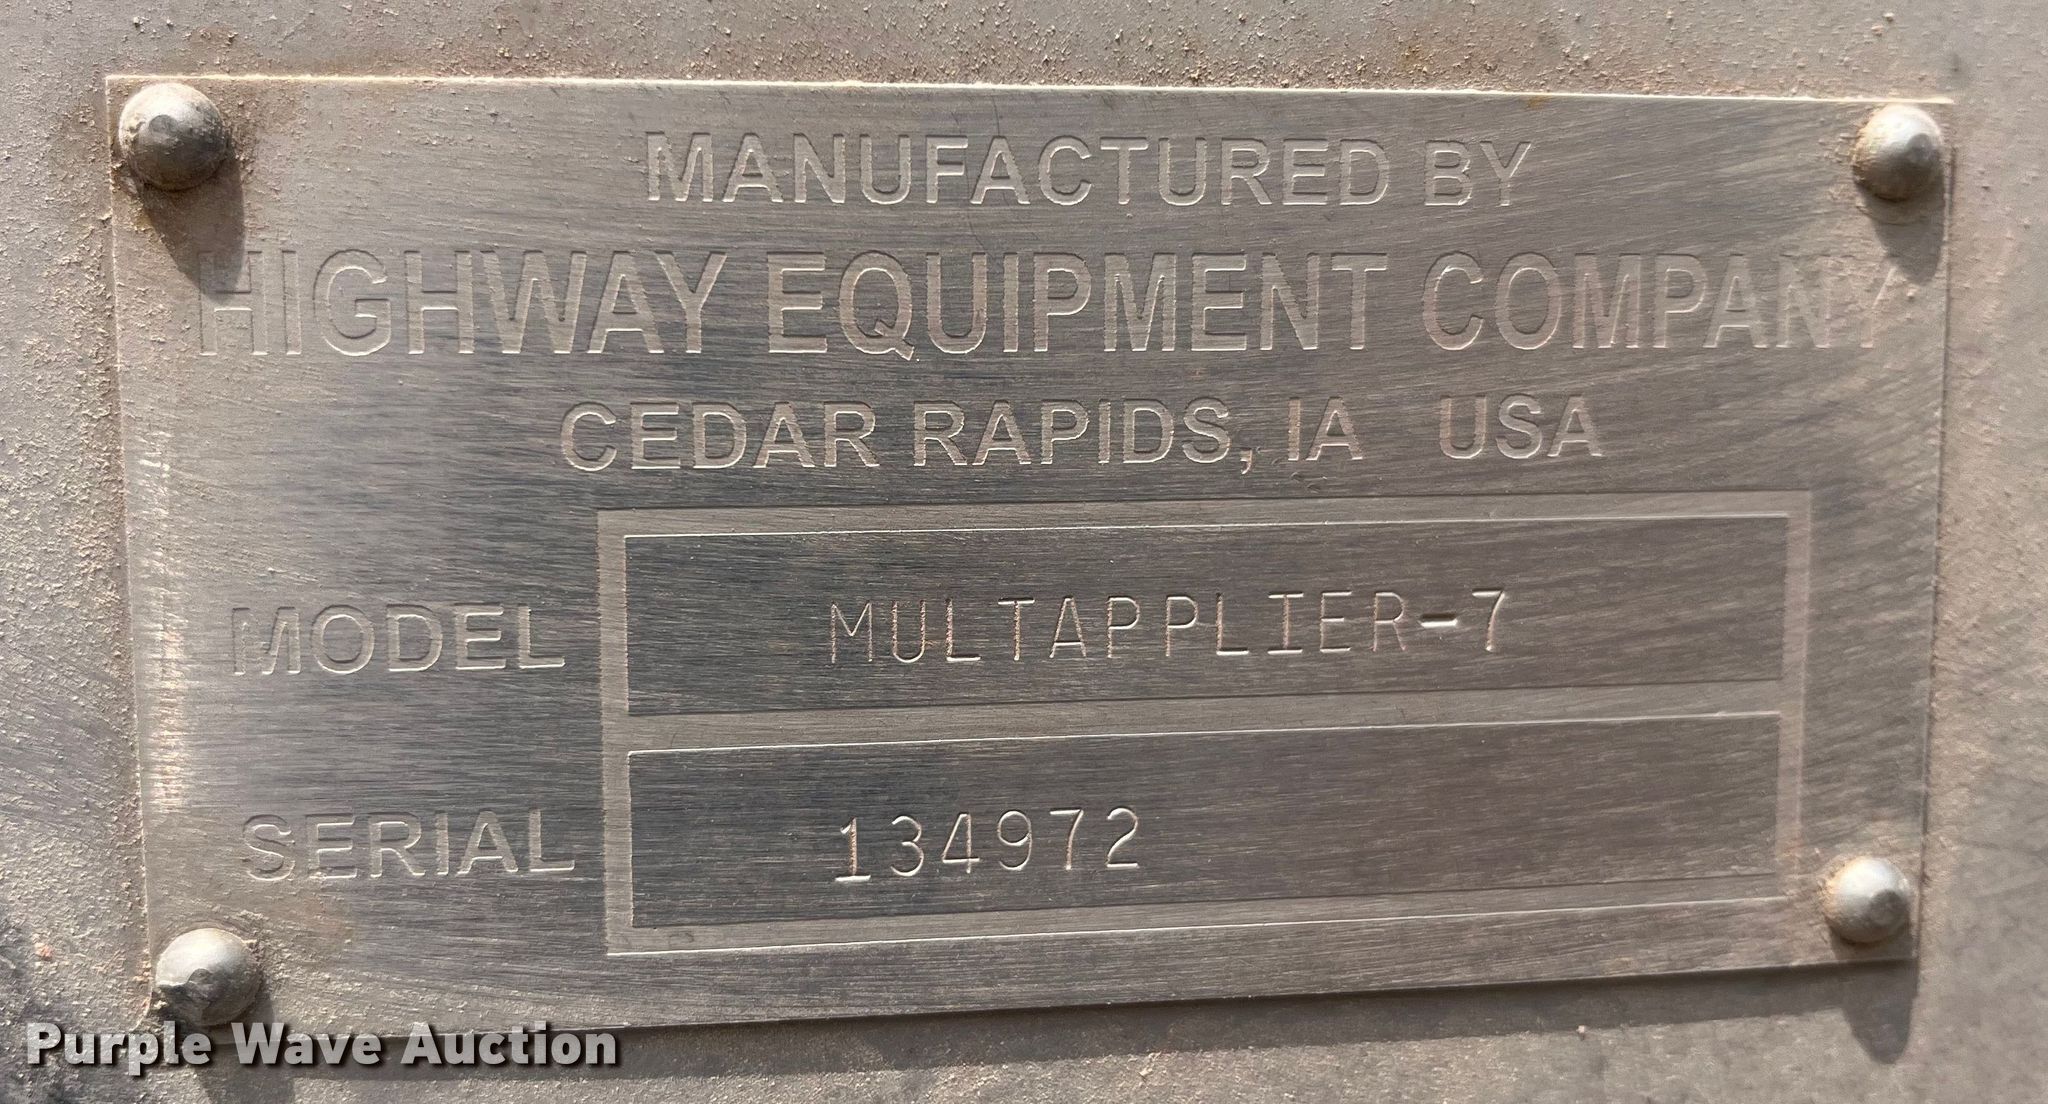 MANUFACTURED BY
HIGHWAY EQUIPMENT COMPANY
CEDAR RAPIDS, IA USA
MODEL MULTAPPLIER-7
SERIAL 134972
Purple Wave Auction